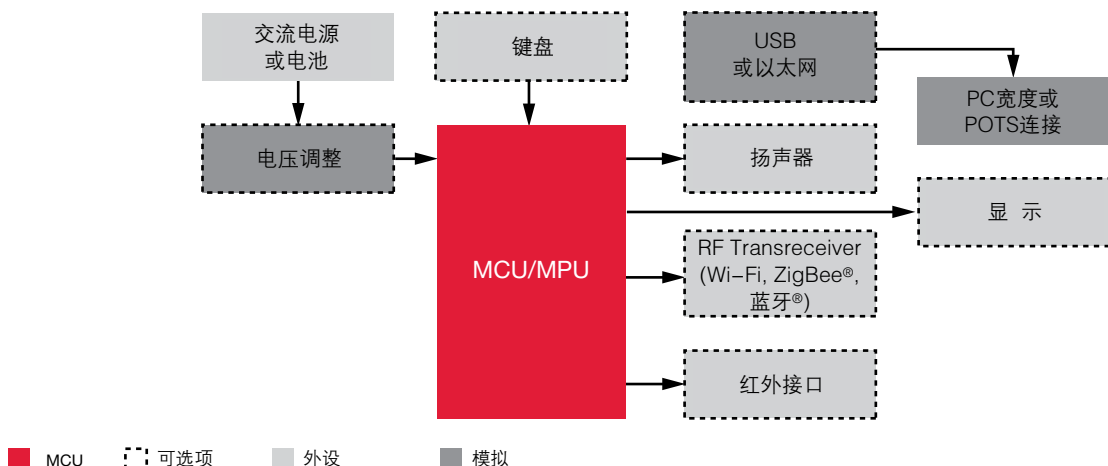 交流电源
或电池
键盘
USB
或以太网
PC宽度或
POTS连接
电压调整
扬声器
显 示
MCU/MPU
RF Transreceiver
(Wi-Fi, ZigBee®,
蓝牙®)
红外接口
MCU
可选项
外设
模拟